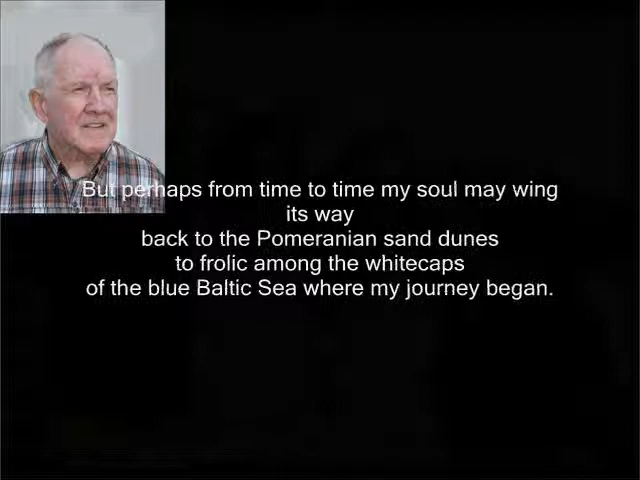 But perhaps from time to time my soul may wing
its way
back to the Pomeranian sand dunes
to frolic among the whitecaps
of the blue Baltic Sea where my journey began.